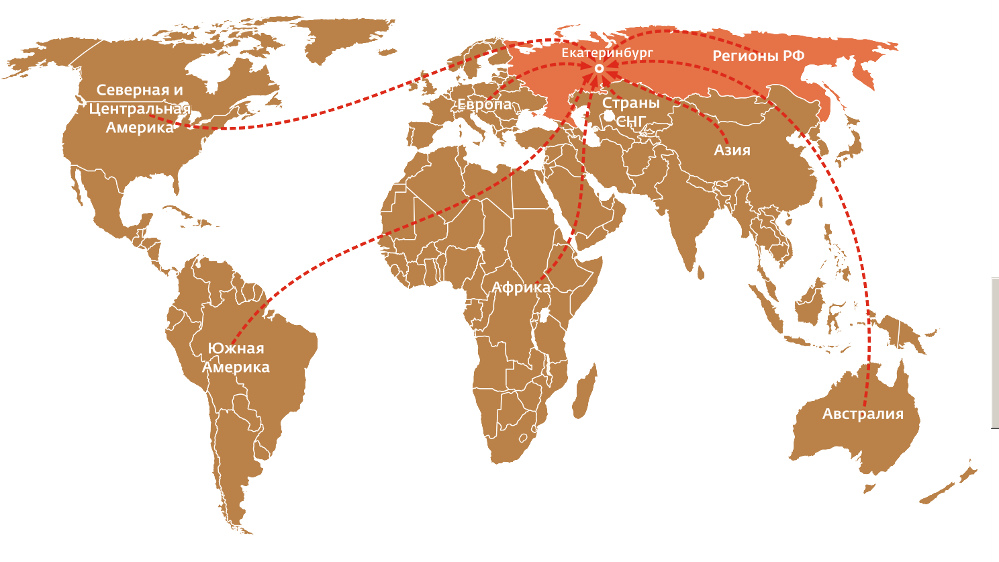 Екатеринбург
Регионы РФ
Северная и
Центральная
Америка
Европа
Страны
СНГ
Азия
Африка
Южная
Америка
Австралия